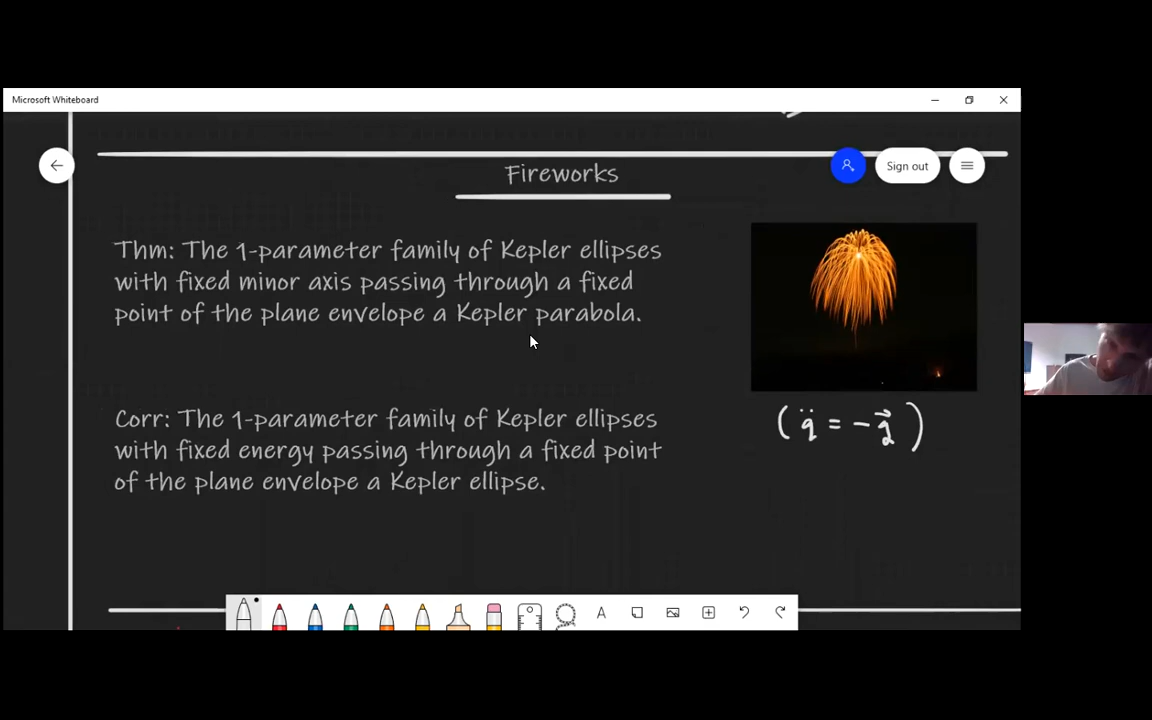 Microsoft Whiteboard
Sign out
Fireworks
Thm: The 1-parameter family of Kepler ellipses
with fixed minor axis passing through a fixed
point of the plane envelope a Kepler parabola.
(q̈ = -g⃗)
Corr: The 1-parameter family of Kepler ellipses
with fixed energy passing through a fixed point
of the plane envelope a Kepler ellipse.
A